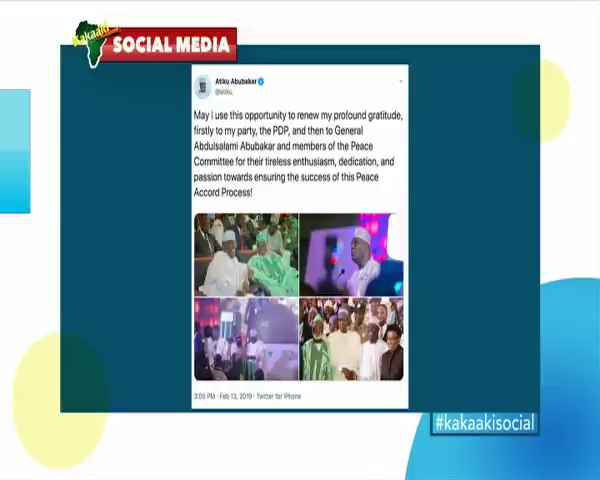 Kakaaki
SOCIAL MEDIA
Atiku Abubakar
@atiku
May I use this opportunity to renew my profound gratitude,
firstly to my party, the PDP, and then to General
Abdulsalami Abubakar and members of the Peace
Committee for their tireless enthusiasm, dedication, and
passion towards ensuring the success of this Peace
Accord Process!
3:05 PM · Feb 13, 2019 · Twitter for iPhone
#kakaakisocial